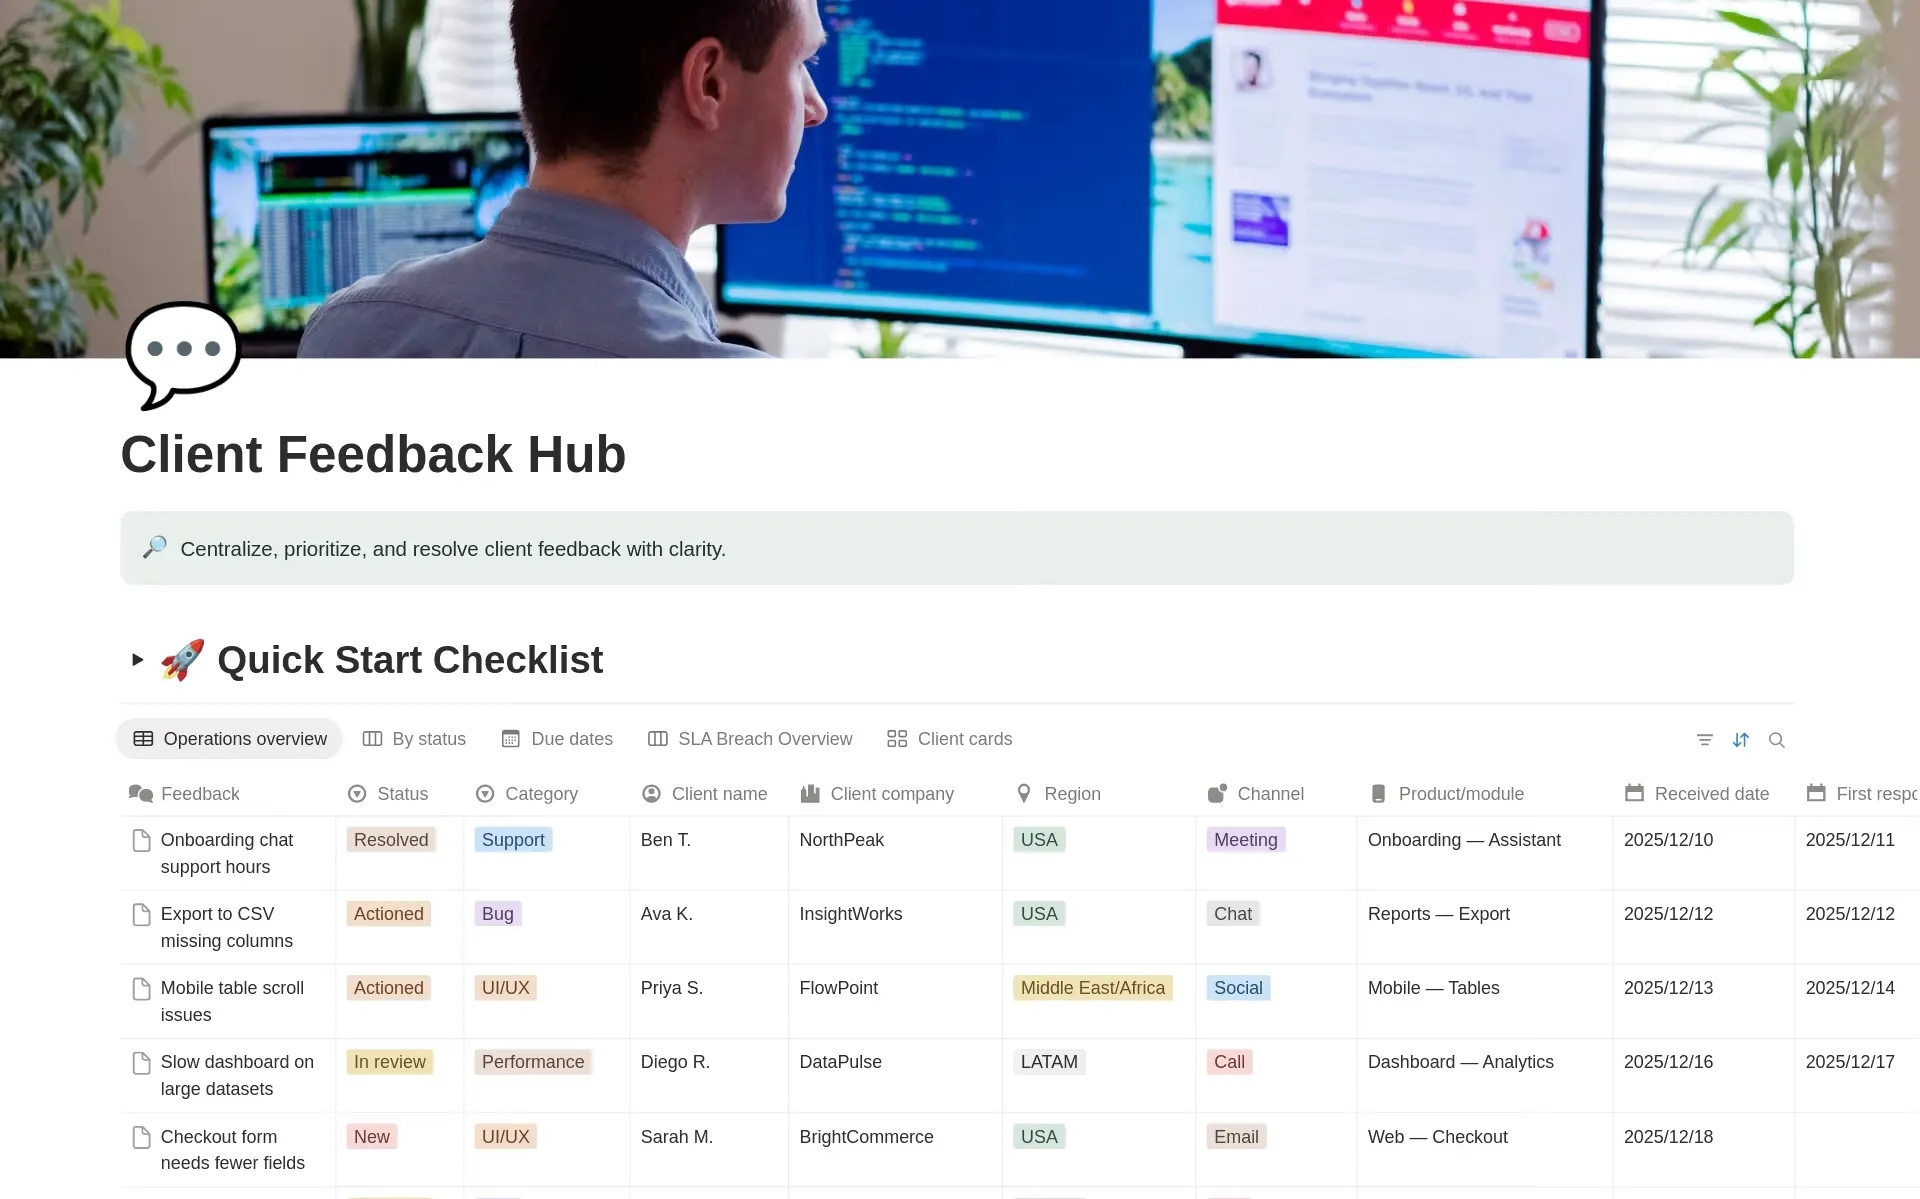 Client Feedback Hub
Centralize, prioritize, and resolve client feedback with clarity.
Quick Start Checklist
Operations overview By status Due dates SLA Breach Overview Client cards
Feedback Status Category Client name Client company Region Channel Product/module Received date First respo
Onboarding chat support hours Resolved Support Ben T. NorthPeak USA Meeting Onboarding — Assistant 2025/12/10 2025/12/11
Export to CSV missing columns Actioned Bug Ava K. InsightWorks USA Chat Reports — Export 2025/12/12 2025/12/12
Mobile table scroll issues Actioned UI/UX Priya S. FlowPoint Middle East/Africa Social Mobile — Tables 2025/12/13 2025/12/14
Slow dashboard on large datasets In review Performance Diego R. DataPulse LATAM Call Dashboard — Analytics 2025/12/16 2025/12/17
Checkout form needs fewer fields New UI/UX Sarah M. BrightCommerce USA Email Web — Checkout 2025/12/18